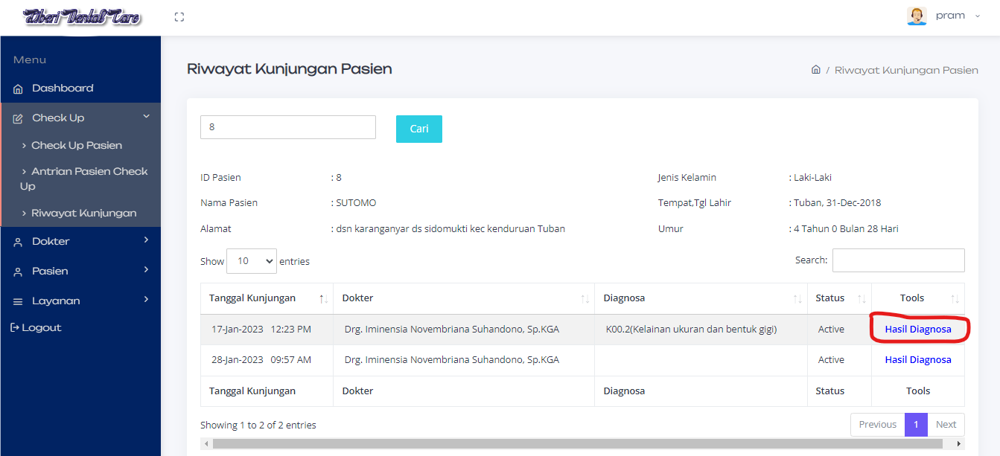 Dental Care
pram
Menu
Dashboard
Check Up
Check Up Pasien
Antrian Pasien Check
Up
Riwayat Kunjungan
Dokter
Pasien
Layanan
Logout
Riwayat Kunjungan Pasien
/ Riwayat Kunjungan Pasien
8
Cari
ID Pasien : 8 Jenis Kelamin : Laki-Laki
Nama Pasien : SUTOMO Tempat,Tgl Lahir : Tuban, 31-Dec-2018
Alamat : dsn karanganyar ds sidomukti kec kenduruan Tuban Umur : 4 Tahun 0 Bulan 28 Hari
Show 10 entries Search:
Tanggal Kunjungan Dokter Diagnosa Status Tools
17-Jan-2023 12:23 PM Drg. Iminensia Novembriana Suhandono, Sp.KGA K00.2(Kelainan ukuran dan bentuk gigi) Active Hasil Diagnosa
28-Jan-2023 09:57 AM Drg. Iminensia Novembriana Suhandono, Sp.KGA Active Hasil Diagnosa
Tanggal Kunjungan Dokter Diagnosa Status Tools
Showing 1 to 2 of 2 entries Previous 1 Next